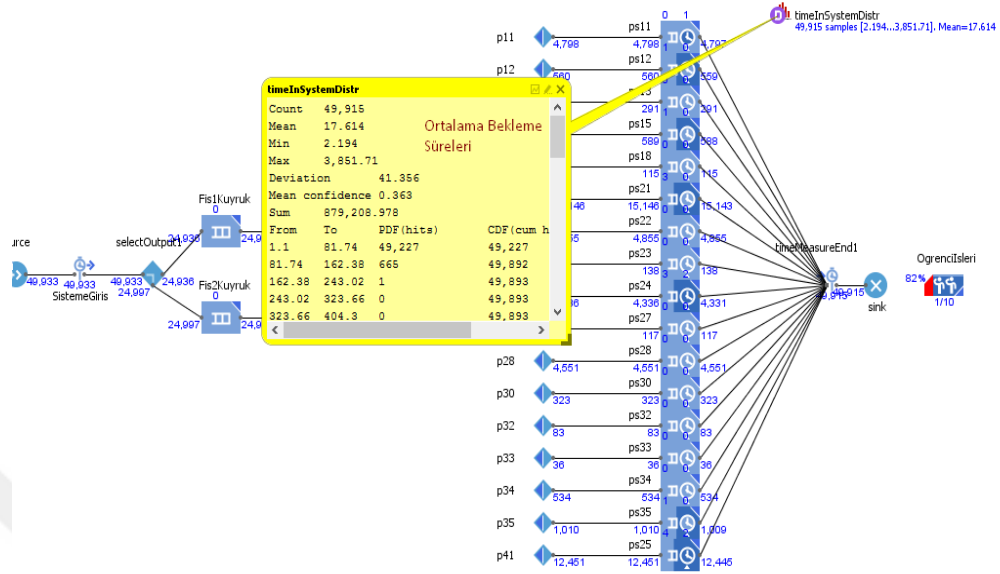 timeInSystemDistr
49,915 samples [2.194...3,851.71], Mean=17.614
0 1
p11 4,798 ps11 4,798 4,797
p12 560 ps12 560 559
291 291
ps15 589 588
ps18 115 115
ps21 15,146 15,143
ps22 4,855 4,855
138 138
ps24 4,336 4,331
ps27 117 117
p28 4,551 ps28 4,551 4,551
p30 323 ps30 323 323
p32 83 ps32 83 83
p33 36 ps33 36 36
p34 534 ps34 534 534
p35 1,010 ps35 1,010 1,009
p41 12,451 ps25 12,451 12,445
timeInSystemDistr
Count 49,915
Mean 17.614
Min 2.194
Max 3,851.71
Deviation 41.356
Mean confidence 0.363
Sum 879,208.978
From To PDF(hits) CDF(cum h
1.1 81.74 49,227 49,227
81.74 162.38 665 49,892
162.38 243.02 1 49,893
243.02 323.66 0 49,893
323.66 404.3 0 49,893
Ortalama Bekleme
Süreleri
urce
49,933 49,933 49,933
SistemeGiris
selectOutput1
24,936
24,997
Fis1Kuyruk
0
24,936
Fis2Kuyruk
0
24,997
timeMeasureEnd1
49,915 49,915
sink
OgrenciIsleri
82%
1/10